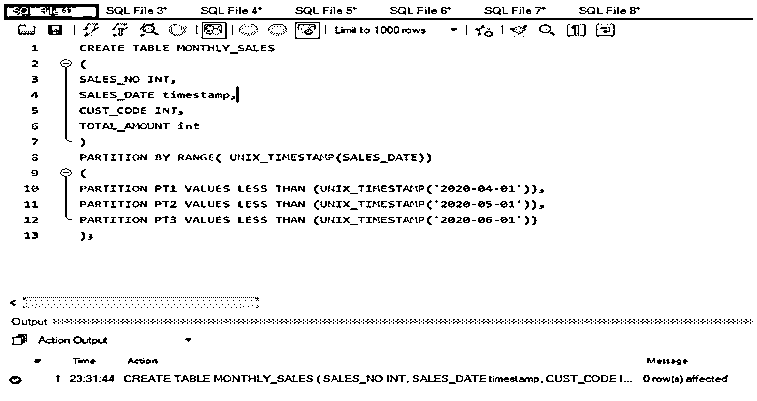 SQL File 3* SQL File 4* SQL File 5* SQL File 6* SQL File 7* SQL File 8*
Limit to 1000 rows
1 CREATE TABLE MONTHLY_SALES
2 (
3 SALES_NO INT,
4 SALES_DATE timestamp,
5 CUST_CODE INT,
6 TOTAL_AMOUNT int
7 )
8 PARTITION BY RANGE( UNIX_TIMESTAMP(SALES_DATE))
9 (
10 PARTITION PT1 VALUES LESS THAN (UNIX_TIMESTAMP('2020-04-01')),
11 PARTITION PT2 VALUES LESS THAN (UNIX_TIMESTAMP('2020-05-01')),
12 PARTITION PT3 VALUES LESS THAN (UNIX_TIMESTAMP('2020-06-01'))
13 );
Output
Action Output
Time Action Message
1 23:31:44 CREATE TABLE MONTHLY_SALES ( SALES_NO INT, SALES_DATE timestamp, CUST_CODE I... 0 row(s) affected